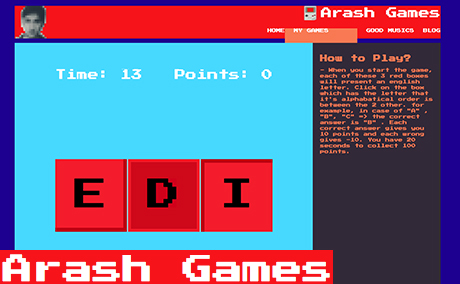 Arash Games
HOME MY GAMES GOOD MUSICS BLOG
Time: 13 Points: 0
E D I
How to Play?
- When you start the game,
each of these 3 red boxes
will present an english
letter. Click on the box
which has the letter that
it's alphabatical order is
between the 2 other. for
example, in case of "A" ,
"B", "C" => the correct
answer is "B" . Each
correct answer gives you
10 points and each wrong
gives -10. You have 20
seconds to collect 100
points.
Arash Games